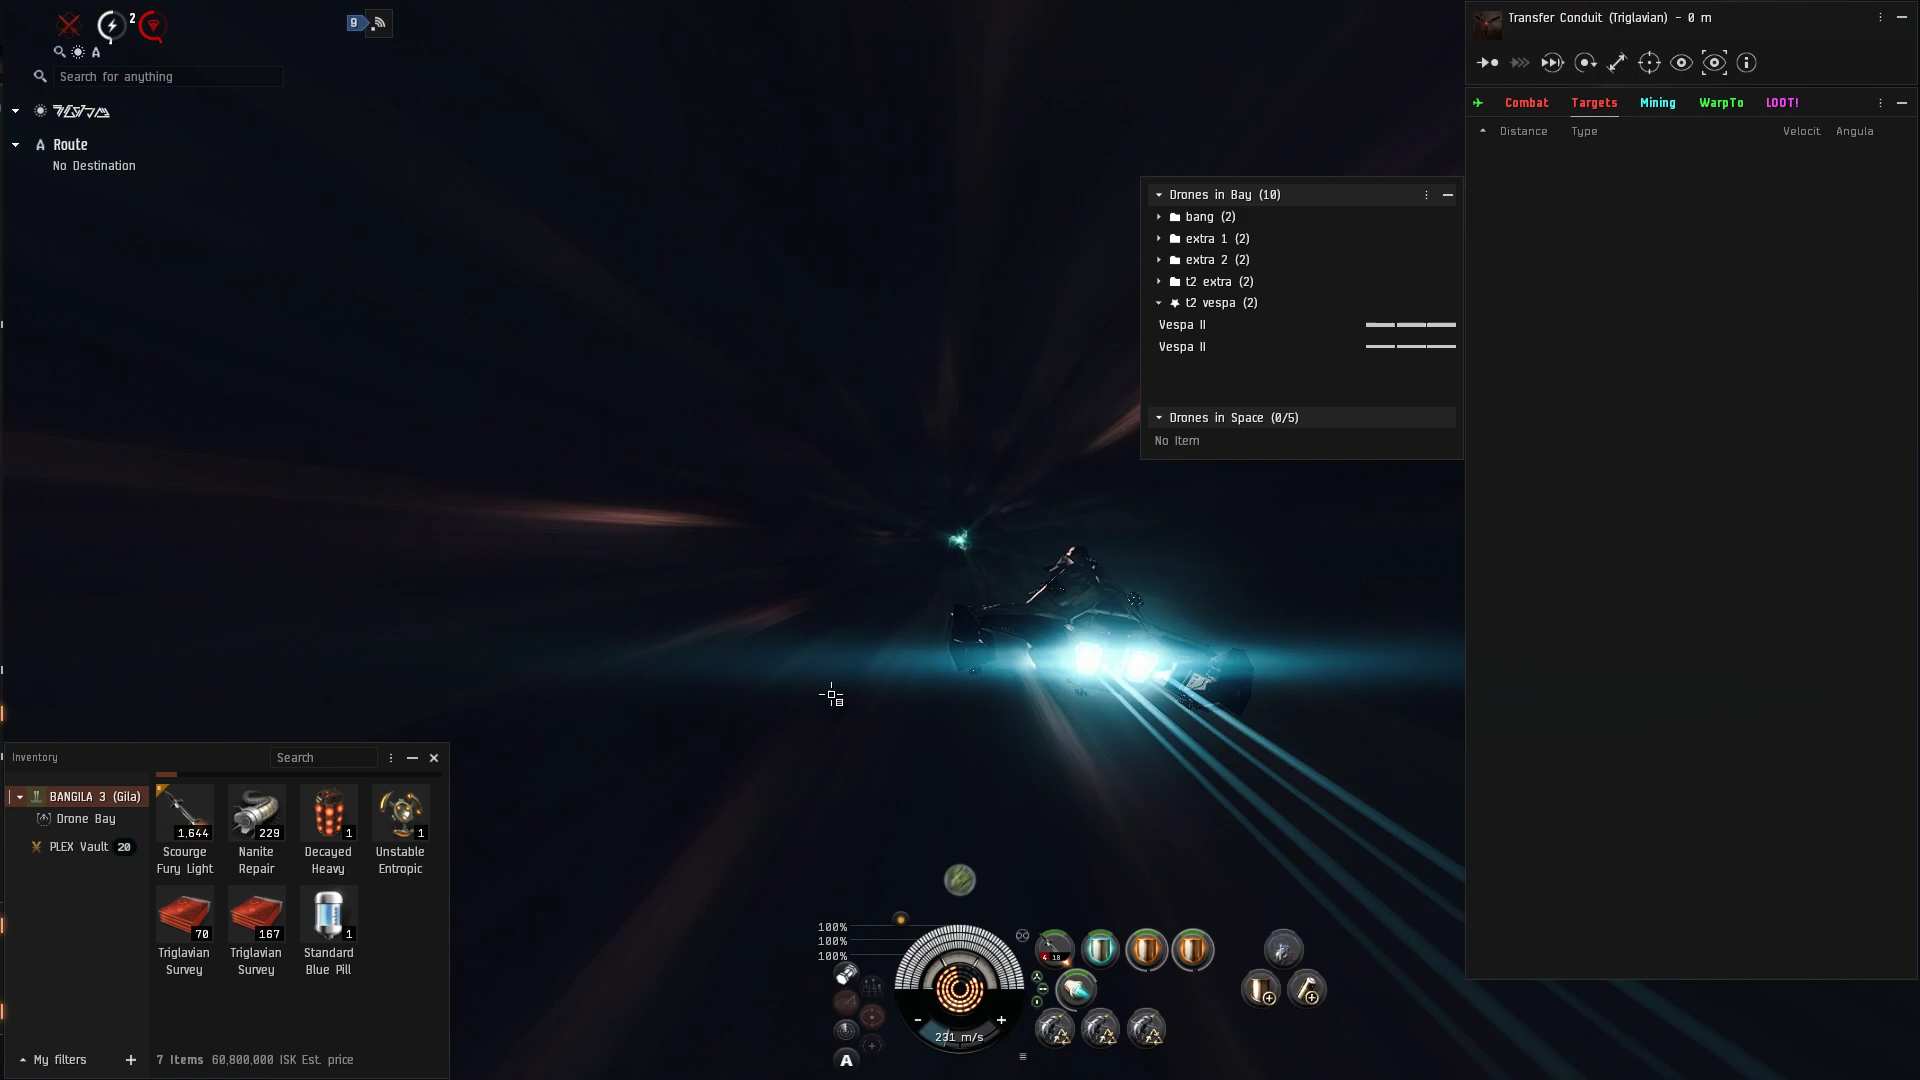 2
9
A
Search for anything
A Route
No Destination
Transfer Conduit (Triglavian) - 0 m
Combat Targets Mining WarpTo LOOT!
Distance Type Velocit Angula
Drones in Bay (10)
bang (2)
extra 1 (2)
extra 2 (2)
t2 extra (2)
t2 vespa (2)
Vespa II
Vespa II
Drones in Space (0/5)
No Item
Inventory
Search
BANGILA 3 (Gila)
Drone Bay
PLEX Vault 20
1,644
229
1
1
Scourge
Fury Light
Nanite
Repair
Decayed
Heavy
Unstable
Entropic
70
167
1
Triglavian
Survey
Triglavian
Survey
Standard
Blue Pill
My filters +
7 Items 60,800,000 ISK Est. price
100%
100%
100%
4 18
- +
231 m/s
A